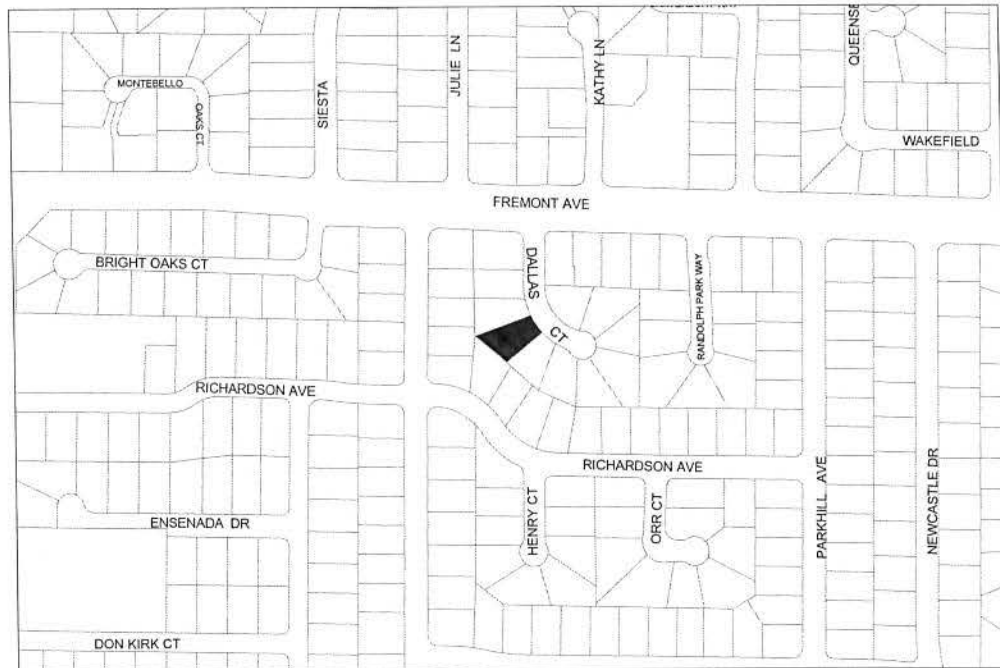 MONTEBELLO
OAKS CT
SIESTA
JULIE LN
KATHY LN
WAKEFIELD
FREMONT AVE
BRIGHT OAKS CT
DALLAS
CT
RANDOLPH PARK WAY
RICHARDSON AVE
RICHARDSON AVE
PARKHILL AVE
NEWCASTLE DR
HENRY CT
ORR CT
ENSENADA DR
DON KIRK CT